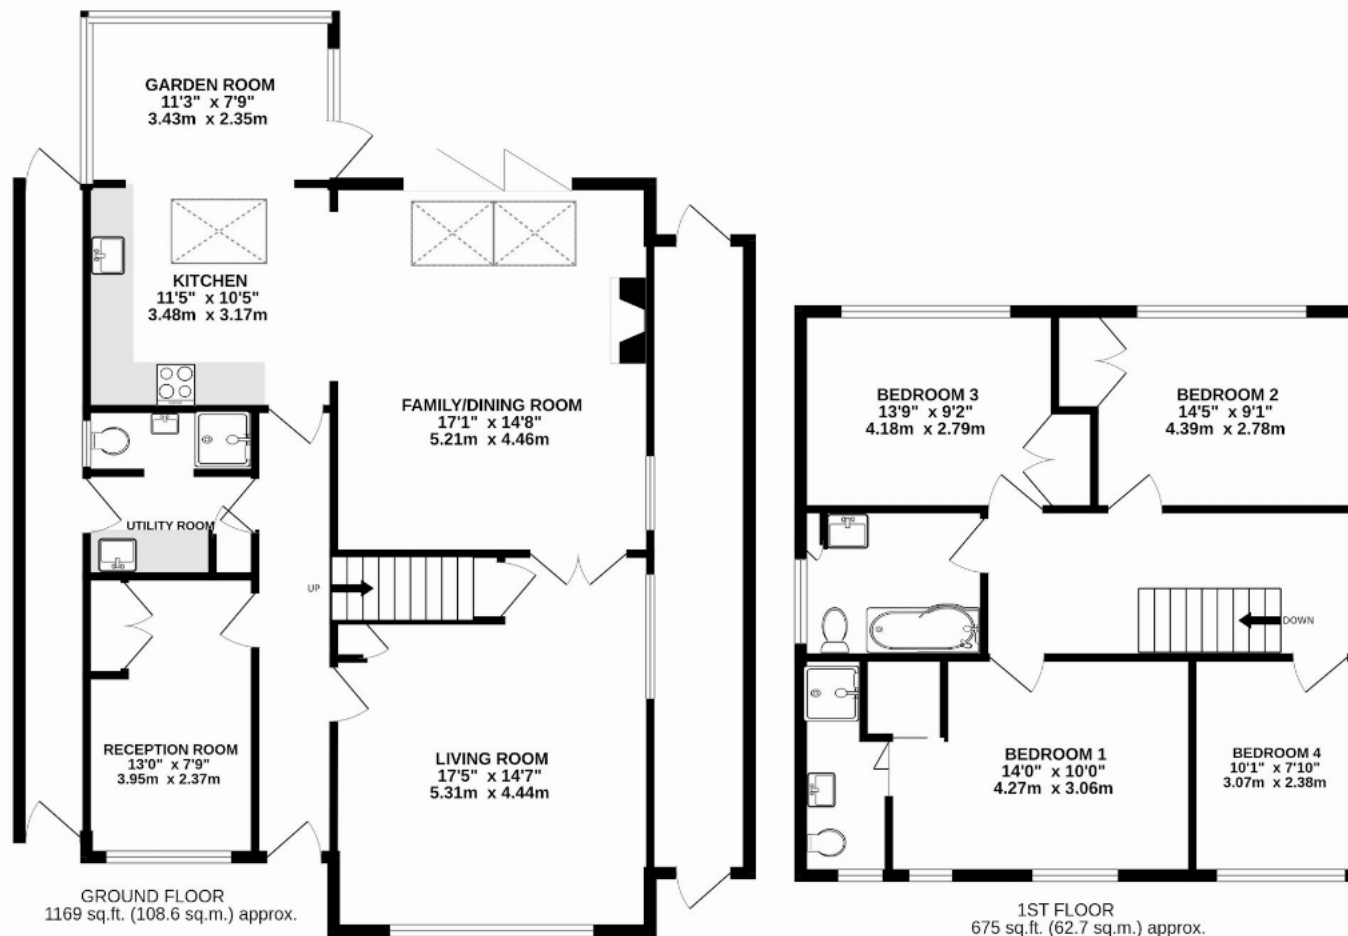 GARDEN ROOM
11'3" x 7'9"
3.43m x 2.35m
KITCHEN
11'5" x 10'5"
3.48m x 3.17m
FAMILY/DINING ROOM
17'1" x 14'8"
5.21m x 4.46m
UTILITY ROOM
UP
RECEPTION ROOM
13'0" x 7'9"
3.95m x 2.37m
LIVING ROOM
17'5" x 14'7"
5.31m x 4.44m
GROUND FLOOR
1169 sq.ft. (108.6 sq.m.) approx.
BEDROOM 3
13'9" x 9'2"
4.18m x 2.79m
BEDROOM 2
14'5" x 9'1"
4.39m x 2.78m
DOWN
BEDROOM 1
14'0" x 10'0"
4.27m x 3.06m
BEDROOM 4
10'1" x 7'10"
3.07m x 2.38m
1ST FLOOR
675 sq.ft. (62.7 sq.m.) approx.